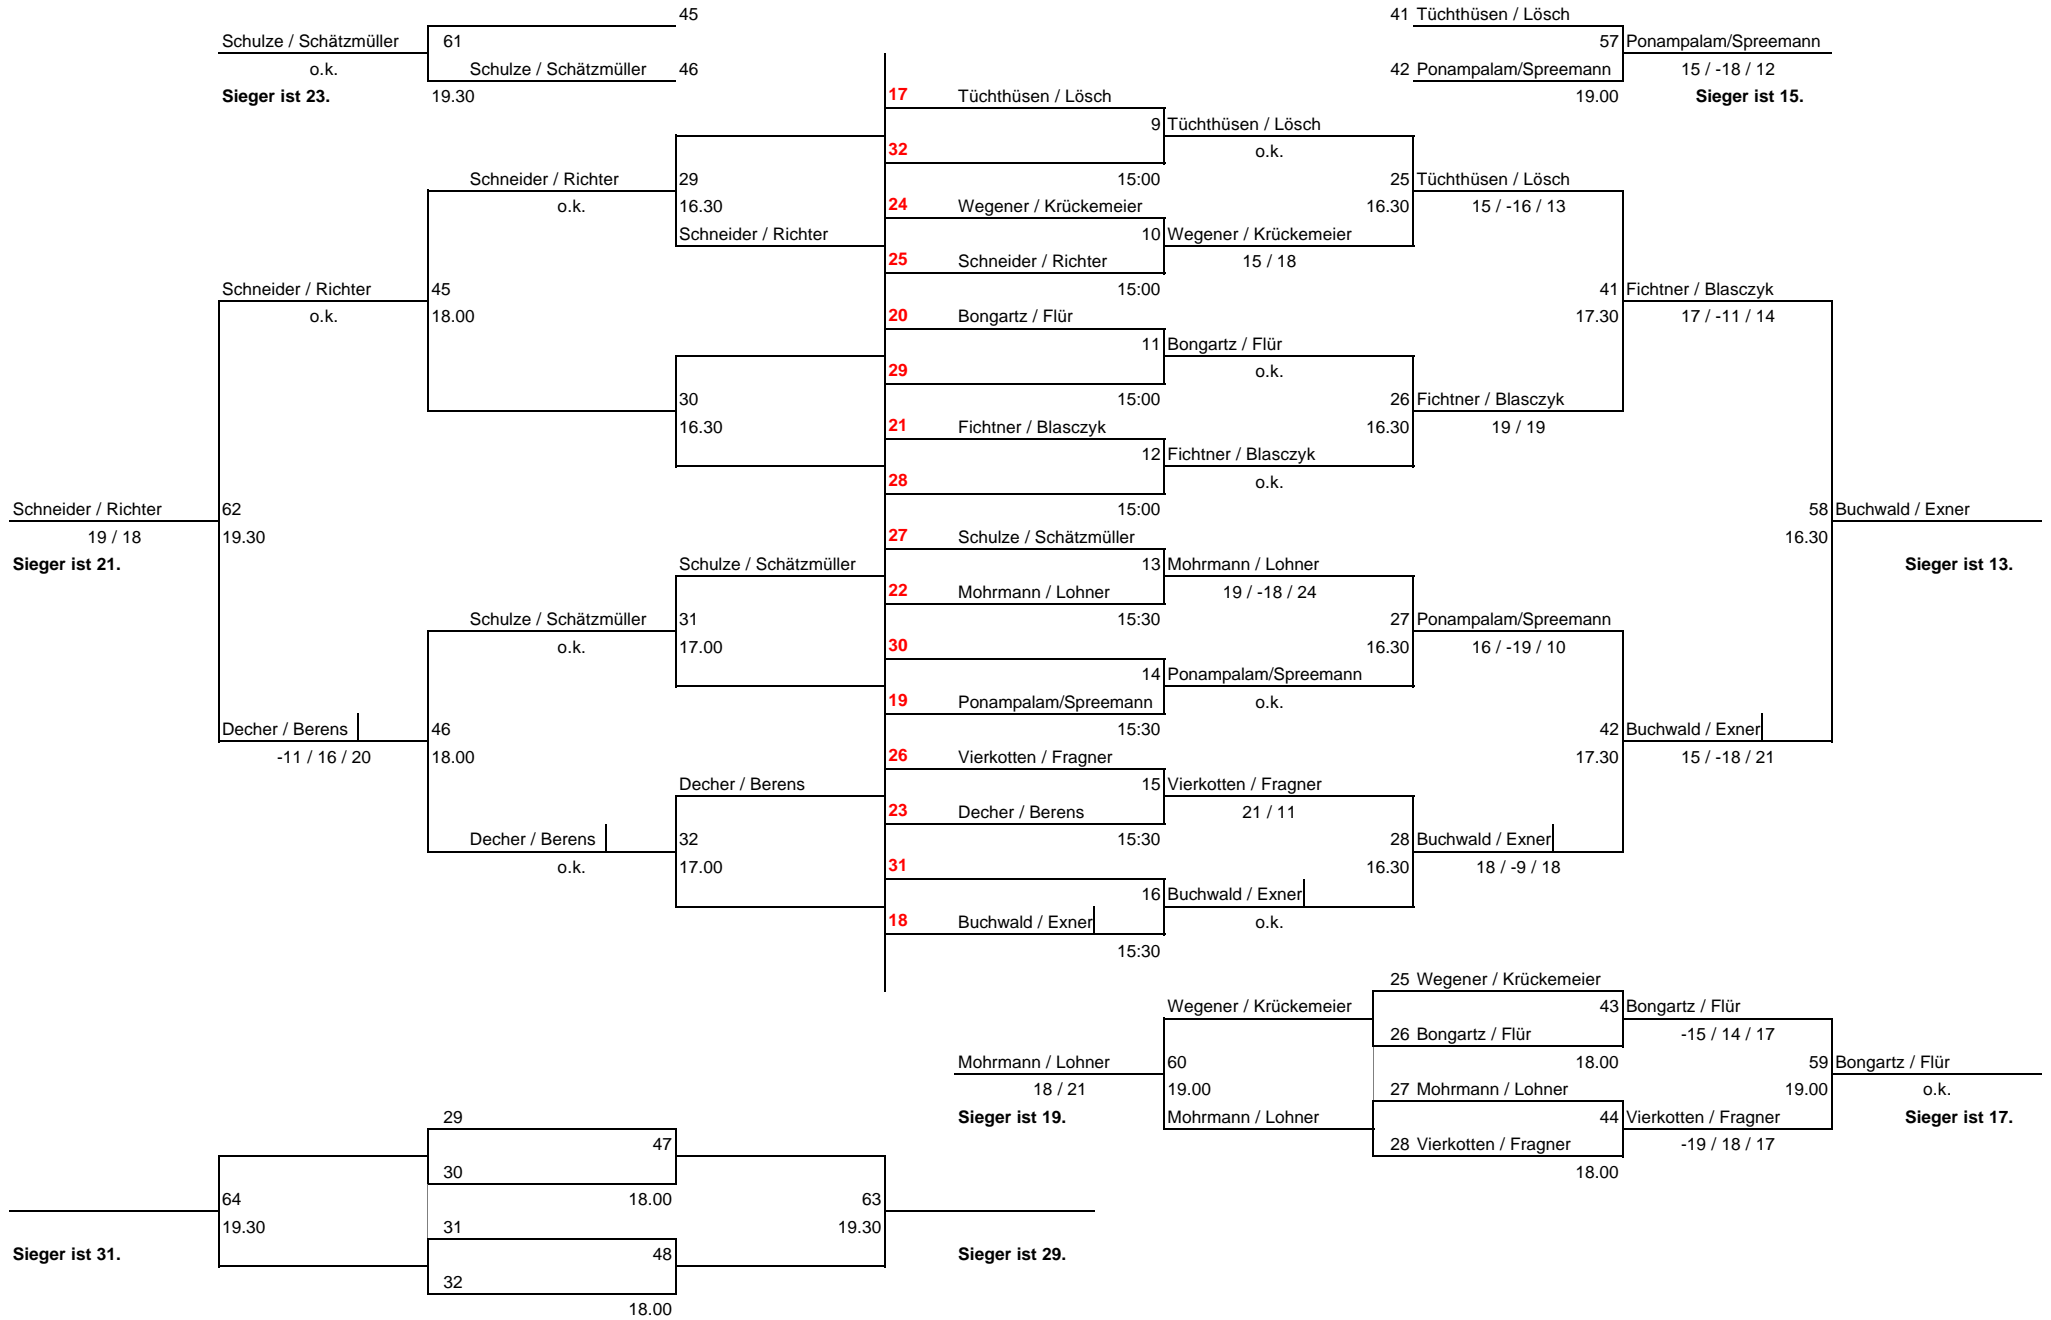 45 41 Tüchthüsen / Lösch
Schulze / Schätzmüller 61 57 Ponampalam/Spreemann
o.k. Schulze / Schätzmüller 46 42 Ponampalam/Spreemann 15 / -18 / 12
Sieger ist 23. 19.30 17 Tüchthüsen / Lösch 19.00 Sieger ist 15.
9 Tüchthüsen / Lösch
32 o.k.
Schneider / Richter 29 15:00 25 Tüchthüsen / Lösch
o.k. 16.30 24 Wegener / Krückemeier 16.30 15 / -16 / 13
Schneider / Richter 10 Wegener / Krückemeier
25 Schneider / Richter 15 / 18
Schneider / Richter 45 15:00 41 Fichtner / Blasczyk
o.k. 18.00 20 Bongartz / Flür 17.30 17 / -11 / 14
11 Bongartz / Flür
29 o.k.
30 15:00 26 Fichtner / Blasczyk
16.30 21 Fichtner / Blasczyk 16.30 19 / 19
12 Fichtner / Blasczyk
28 o.k.
Schneider / Richter 62 15:00 58 Buchwald / Exner
19 / 18 19.30 27 Schulze / Schätzmüller 16.30
Sieger ist 21. Schulze / Schätzmüller 13 Mohrmann / Lohner Sieger ist 13.
22 Mohrmann / Lohner 19 / -18 / 24
Schulze / Schätzmüller 31 15:30 27 Ponampalam/Spreemann
o.k. 17.00 30 16.30 16 / -19 / 10
14 Ponampalam/Spreemann
19 Ponampalam/Spreemann o.k.
Decher / Berens 46 15:30 42 Buchwald / Exner
-11 / 16 / 20 18.00 26 Vierkotten / Fragner 17.30 15 / -18 / 21
Decher / Berens 15 Vierkotten / Fragner
23 Decher / Berens 21 / 11
Decher / Berens 32 15:30 28 Buchwald / Exner
o.k. 17.00 31 16.30 18 / -9 / 18
16 Buchwald / Exner
18 Buchwald / Exner o.k.
15:30
25 Wegener / Krückemeier
Wegener / Krückemeier 43 Bongartz / Flür
26 Bongartz / Flür -15 / 14 / 17
Mohrmann / Lohner 60 18.00 59 Bongartz / Flür
18 / 21 19.00 27 Mohrmann / Lohner 19.00 o.k.
29 Sieger ist 19. Mohrmann / Lohner 44 Vierkotten / Fragner Sieger ist 17.
47 28 Vierkotten / Fragner -19 / 18 / 17
30 18.00
64 18.00 63
19.30 31 19.30
Sieger ist 31. 48 Sieger ist 29.
32
18.00